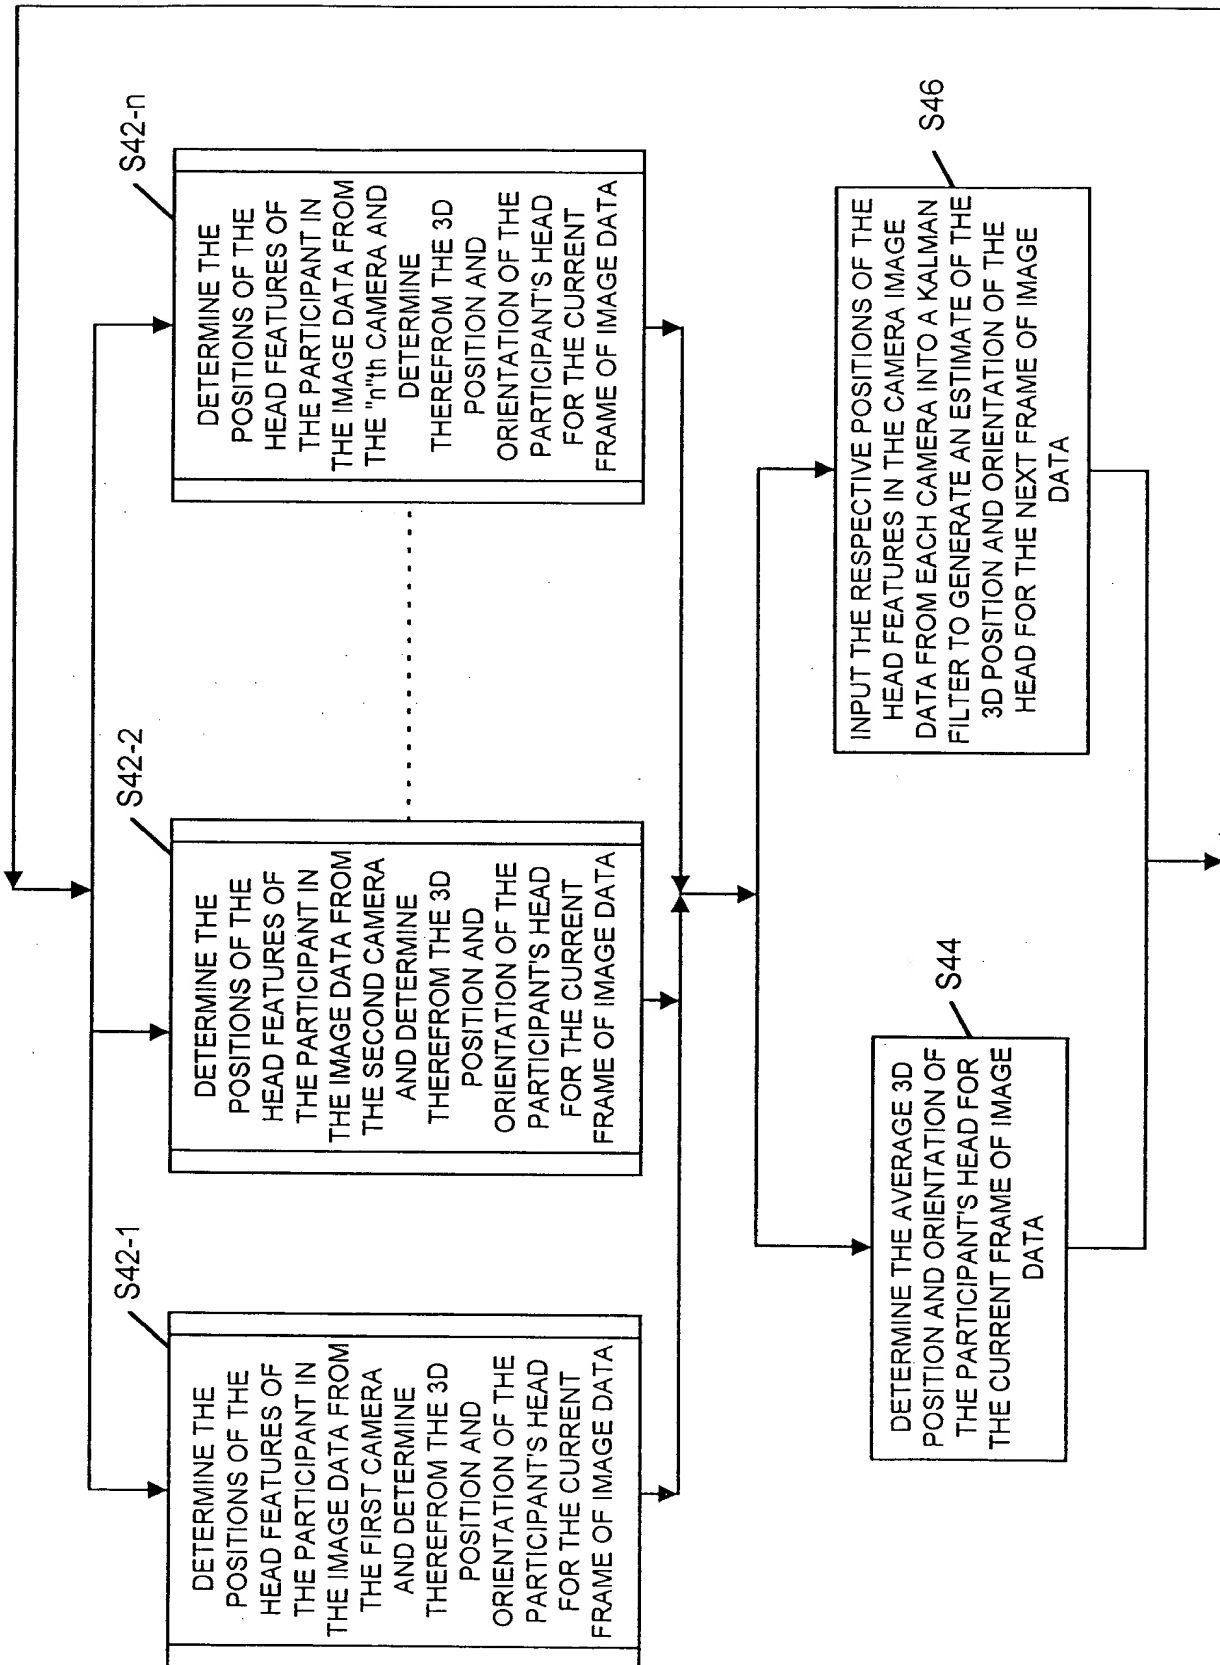 S42-1
DETERMINE THE
POSITIONS OF THE
HEAD FEATURES OF
THE PARTICIPANT IN
THE IMAGE DATA FROM
THE FIRST CAMERA
AND DETERMINE
THEREFROM THE 3D
POSITION AND
ORIENTATION OF THE
PARTICIPANT'S HEAD
FOR THE CURRENT
FRAME OF IMAGE DATA
S42-2
DETERMINE THE
POSITIONS OF THE
HEAD FEATURES OF
THE PARTICIPANT IN
THE IMAGE DATA FROM
THE SECOND CAMERA
AND DETERMINE
THEREFROM THE 3D
POSITION AND
ORIENTATION OF THE
PARTICIPANT'S HEAD
FOR THE CURRENT
FRAME OF IMAGE DATA
S42-n
DETERMINE THE
POSITIONS OF THE
HEAD FEATURES OF
THE PARTICIPANT IN
THE IMAGE DATA FROM
THE "n"th CAMERA AND
DETERMINE
THEREFROM THE 3D
POSITION AND
ORIENTATION OF THE
PARTICIPANT'S HEAD
FOR THE CURRENT
FRAME OF IMAGE DATA
S44
DETERMINE THE AVERAGE 3D
POSITION AND ORIENTATION OF
THE PARTICIPANT'S HEAD FOR
THE CURRENT FRAME OF IMAGE
DATA
S46
INPUT THE RESPECTIVE POSITIONS OF THE
HEAD FEATURES IN THE CAMERA IMAGE
DATA FROM EACH CAMERA INTO A KALMAN
FILTER TO GENERATE AN ESTIMATE OF THE
3D POSITION AND ORIENTATION OF THE
HEAD FOR THE NEXT FRAME OF IMAGE
DATA